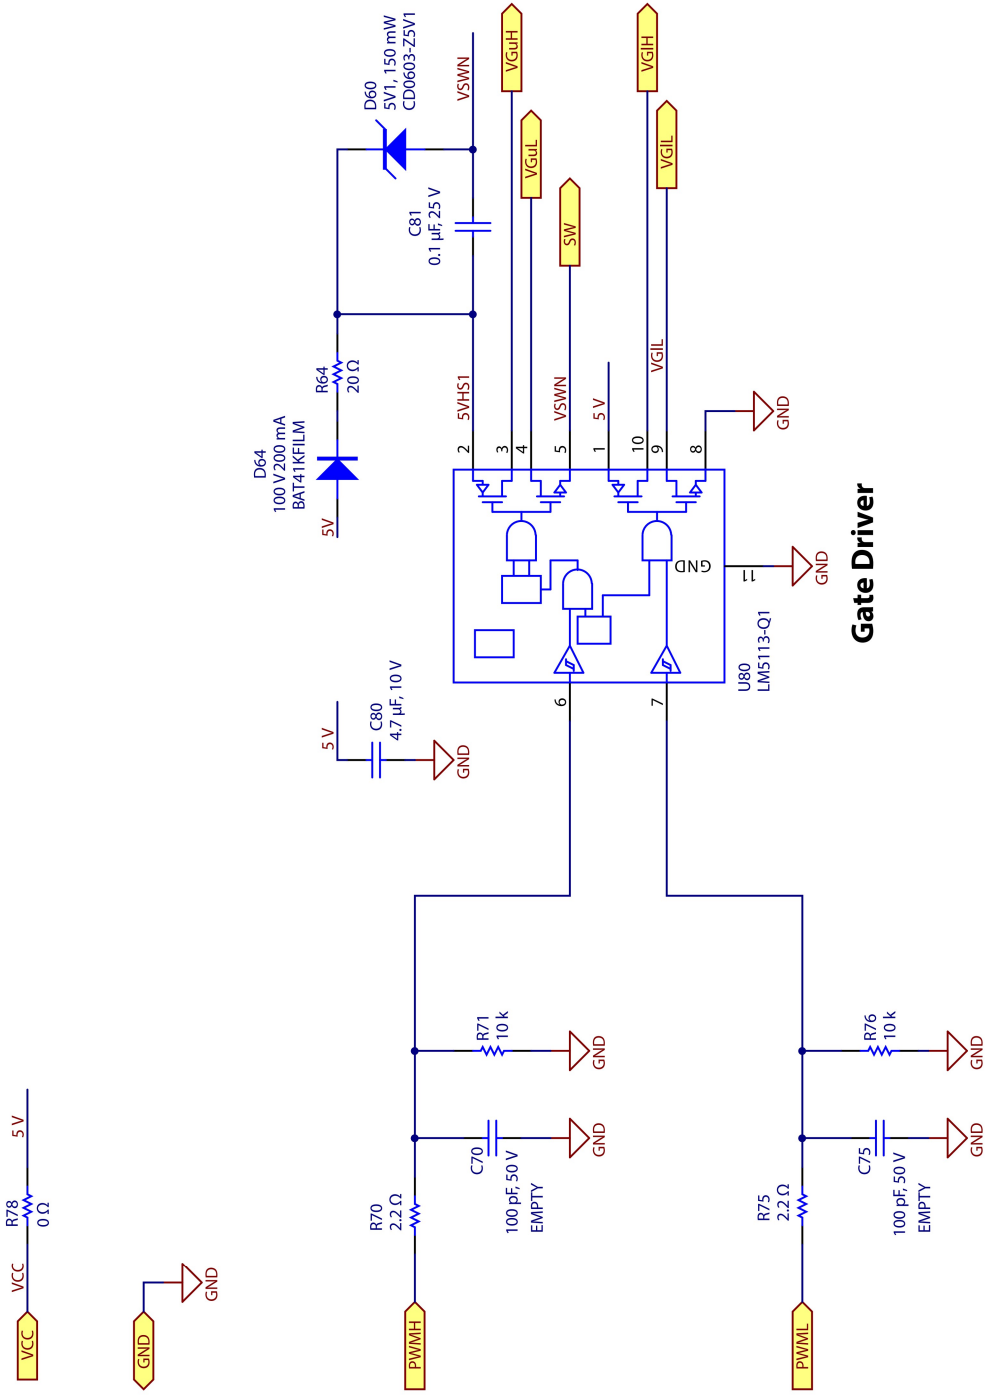 VCC
VCC
R78
0 Ω
5 V
GND
GND
5 V
C80
4.7 µF, 10 V
GND
D64
100 V 200 mA
BAT41KFILM
5V
R64
20 Ω
D60
5V1, 150 mW
CD0603-Z5V1
C81
0.1 µF, 25 V
VSWN
5VHS1
VGuH
VGuL
SW
VSWN
5 V
VGlH
VGlL
VGlL
GND
2
3
4
5
1
10
9
8
6
7
GND
11
GND
U80
LM5113-Q1
PWMH
R70
2.2 Ω
C70
100 pF, 50 V
EMPTY
GND
R71
10 k
GND
PWML
R75
2.2 Ω
C75
100 pF, 50 V
EMPTY
GND
R76
10 k
GND
Gate Driver